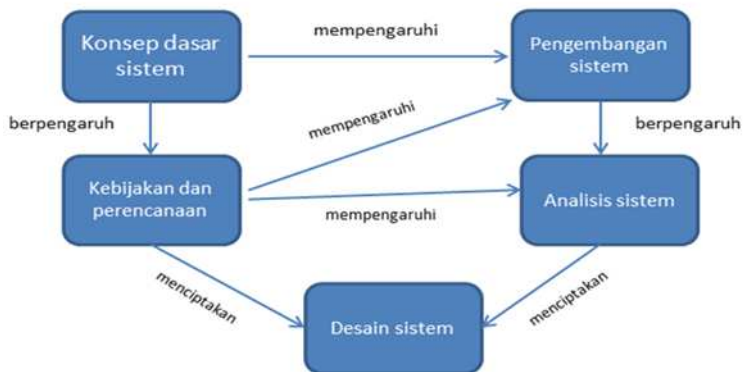 mempengaruhi
Konsep dasar
sistem
Pengembangan
sistem
berpengaruh
mempengaruhi
berpengaruh
Kebijakan dan
perencanaan
Analisis sistem
mempengaruhi
menciptakan
menciptakan
Desain sistem